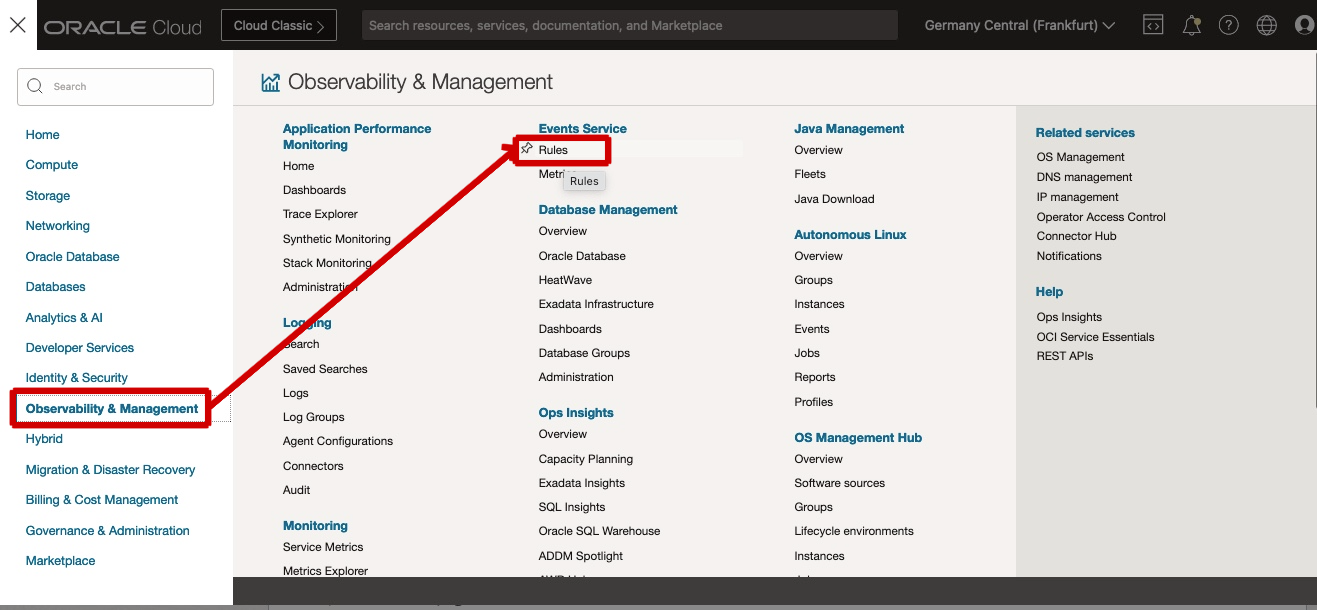 ORACLE Cloud
Cloud Classic >
Search resources, services, documentation, and Marketplace
Germany Central (Frankfurt)
Search
Home
Compute
Storage
Networking
Oracle Database
Databases
Analytics & AI
Developer Services
Identity & Security
Observability & Management
Hybrid
Migration & Disaster Recovery
Billing & Cost Management
Governance & Administration
Marketplace
Observability & Management
Application Performance
Monitoring
Home
Dashboards
Trace Explorer
Synthetic Monitoring
Stack Monitoring
Administration
Logging
Search
Saved Searches
Logs
Log Groups
Agent Configurations
Connectors
Audit
Monitoring
Service Metrics
Metrics Explorer
Events Service
Rules
Rules
Database Management
Overview
Oracle Database
HeatWave
Exadata Infrastructure
Dashboards
Database Groups
Administration
Ops Insights
Overview
Capacity Planning
Exadata Insights
SQL Insights
Oracle SQL Warehouse
ADDM Spotlight
Java Management
Overview
Fleets
Java Download
Autonomous Linux
Overview
Groups
Instances
Events
Jobs
Reports
Profiles
OS Management Hub
Overview
Software sources
Groups
Lifecycle environments
Instances
Related services
OS Management
DNS management
IP management
Operator Access Control
Connector Hub
Notifications
Help
Ops Insights
OCI Service Essentials
REST APIs